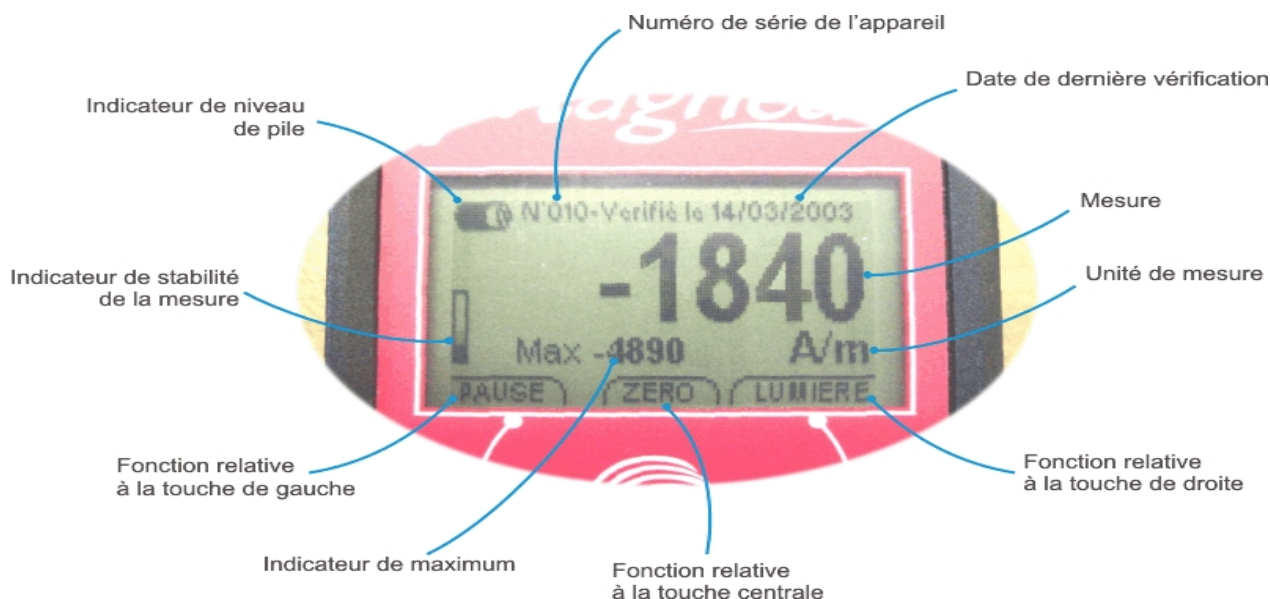 Numéro de série de l'appareil
Date de dernière vérification
Indicateur de niveau
de pile
N°010-Verifié le 14/03/2003
-1840
Mesure
Unité de mesure
Indicateur de stabilité
de la mesure
Max -4890 A/m
PAUSE ZERO LUMIERE
Fonction relative
à la touche de gauche
Fonction relative
à la touche de droite
Indicateur de maximum
Fonction relative
à la touche centrale